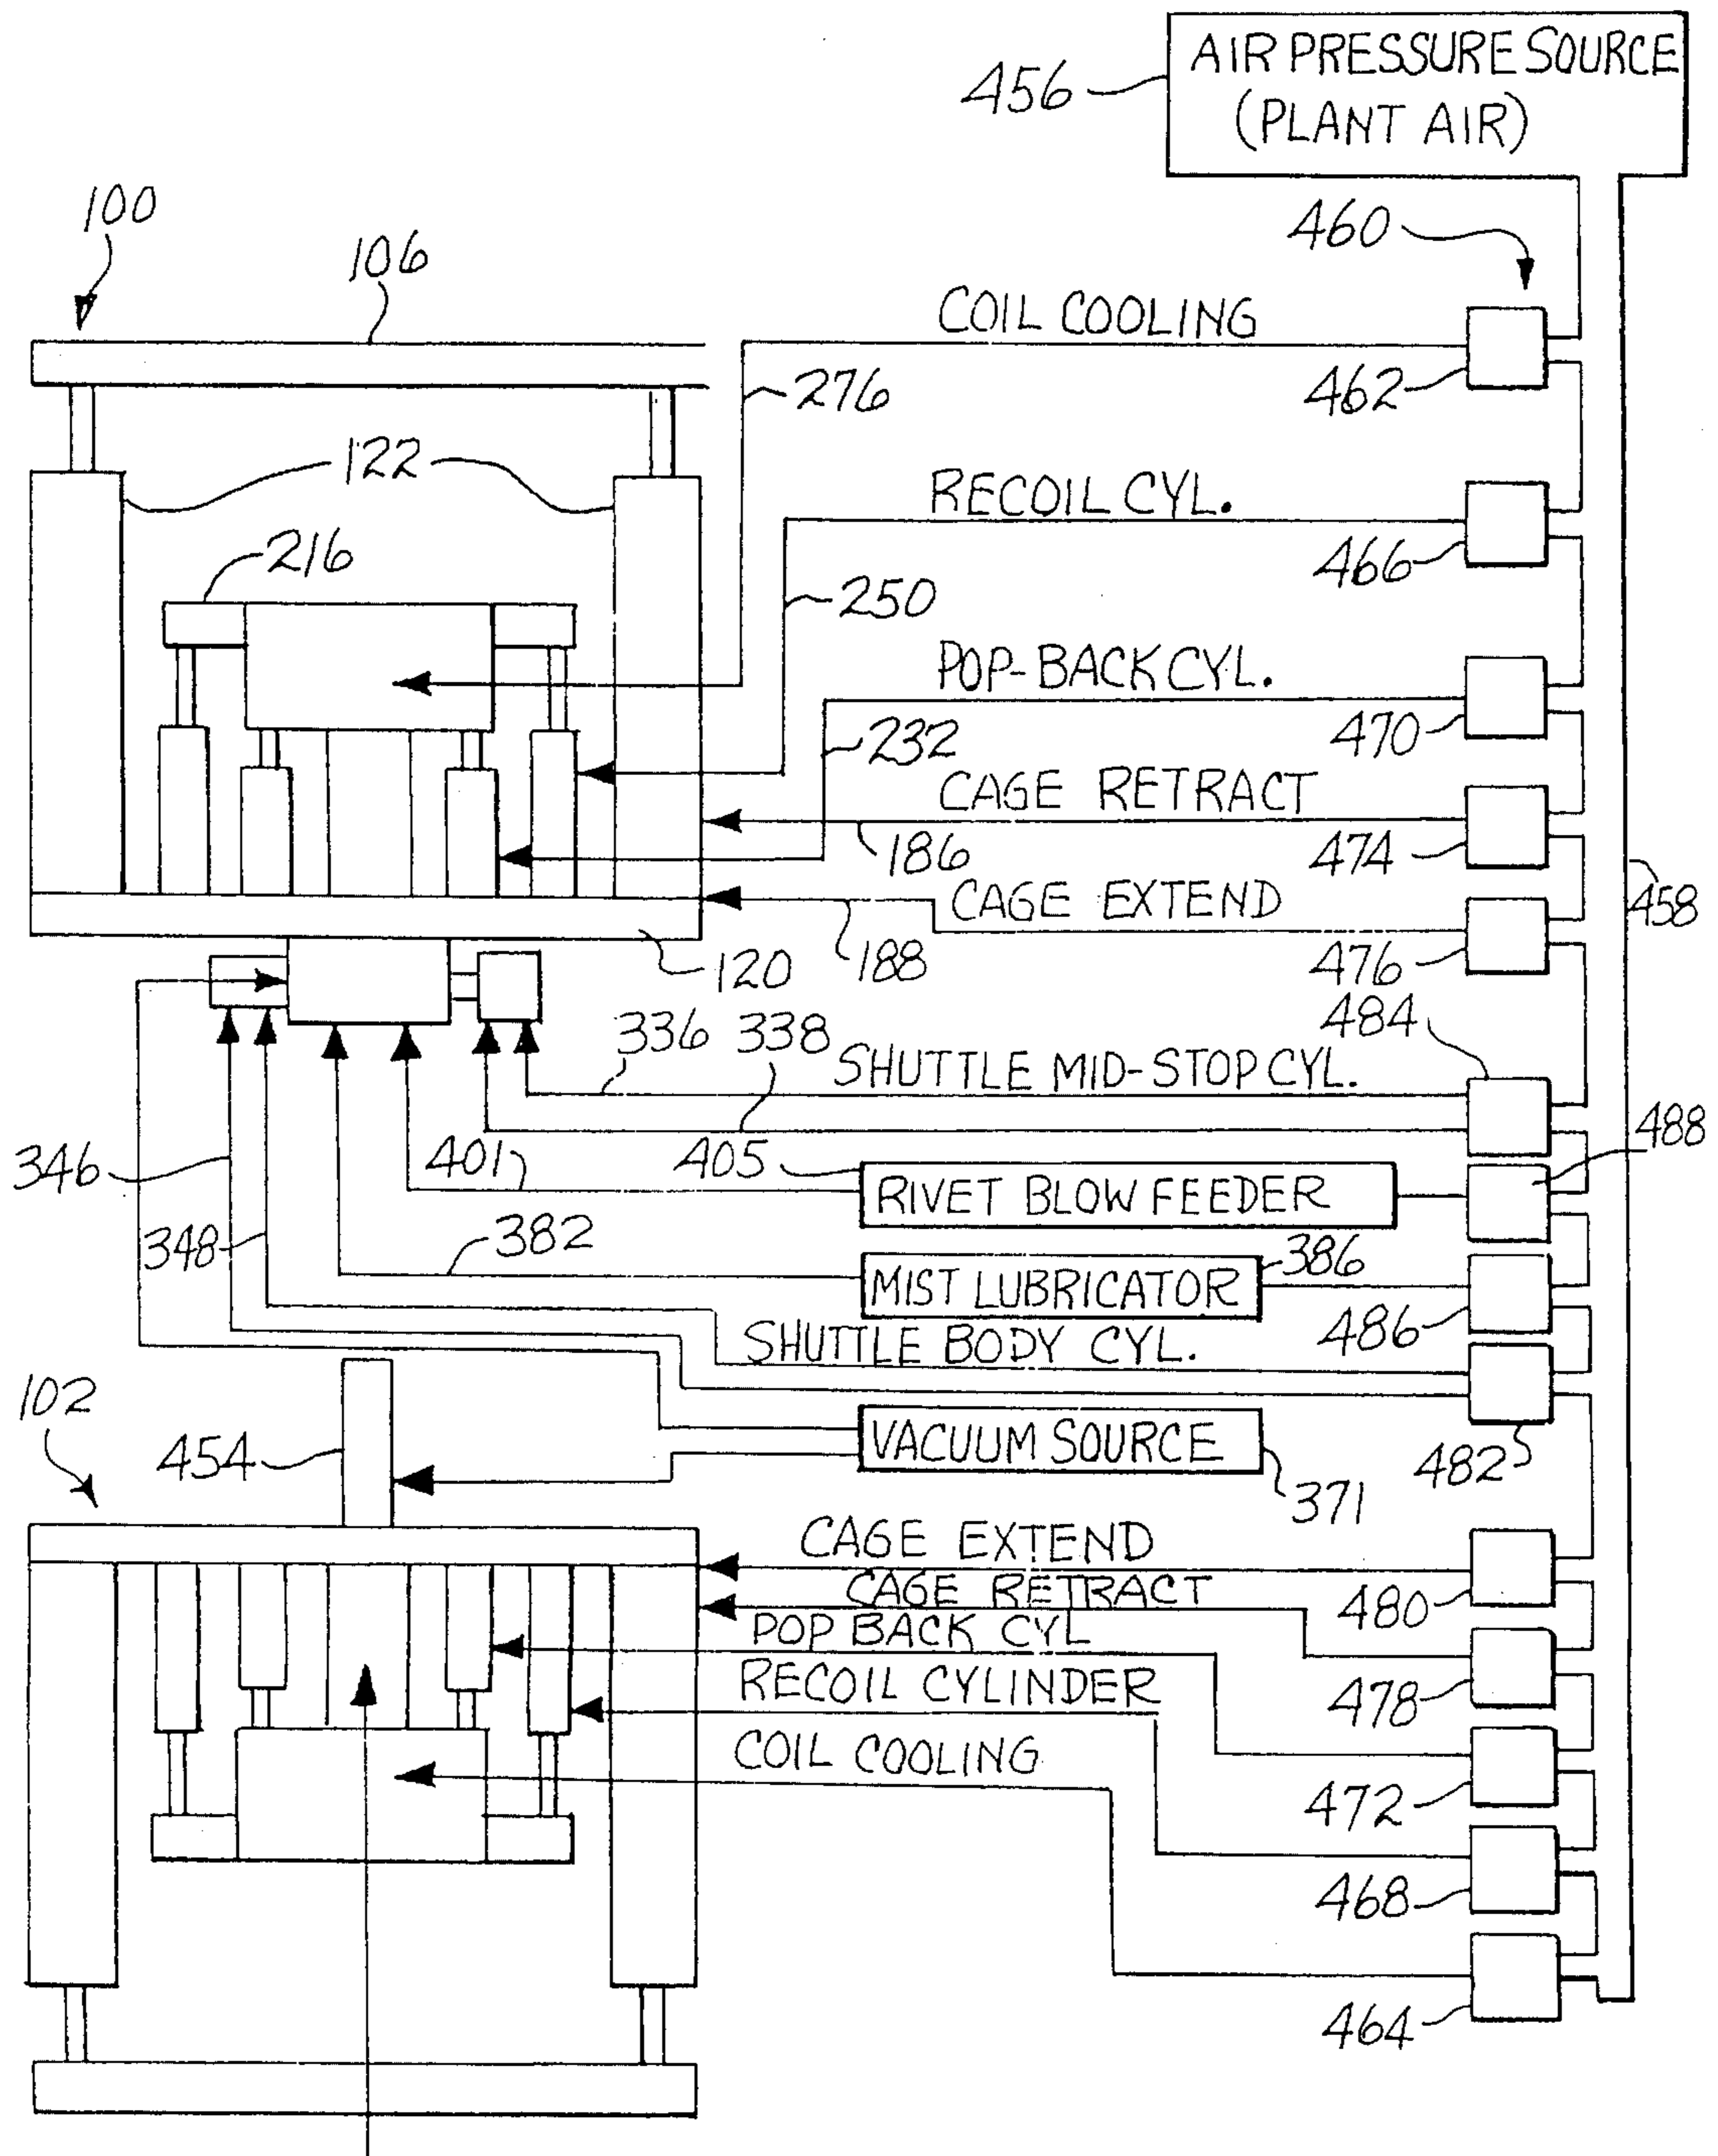 AIR PRESSURE SOURCE
(PLANT AIR)
456
100
106
460
COIL COOLING
276
462
122
RECOIL CYL.
216
466
250
POP-BACK CYL.
232
470
CAGE RETRACT
186
474
458
CAGE EXTEND
120
188
476
484
336
338
SHUTTLE MID-STOP CYL.
488
346
401
405
RIVET BLOW FEEDER
348
382
386
MIST LUBRICATOR
486
SHUTTLE BODY CYL.
102
454
VACUUM SOURCE
482
371
CAGE EXTEND
CAGE RETRACT
480
POP BACK CYL
RECOIL CYLINDER
478
COIL COOLING
472
468
464